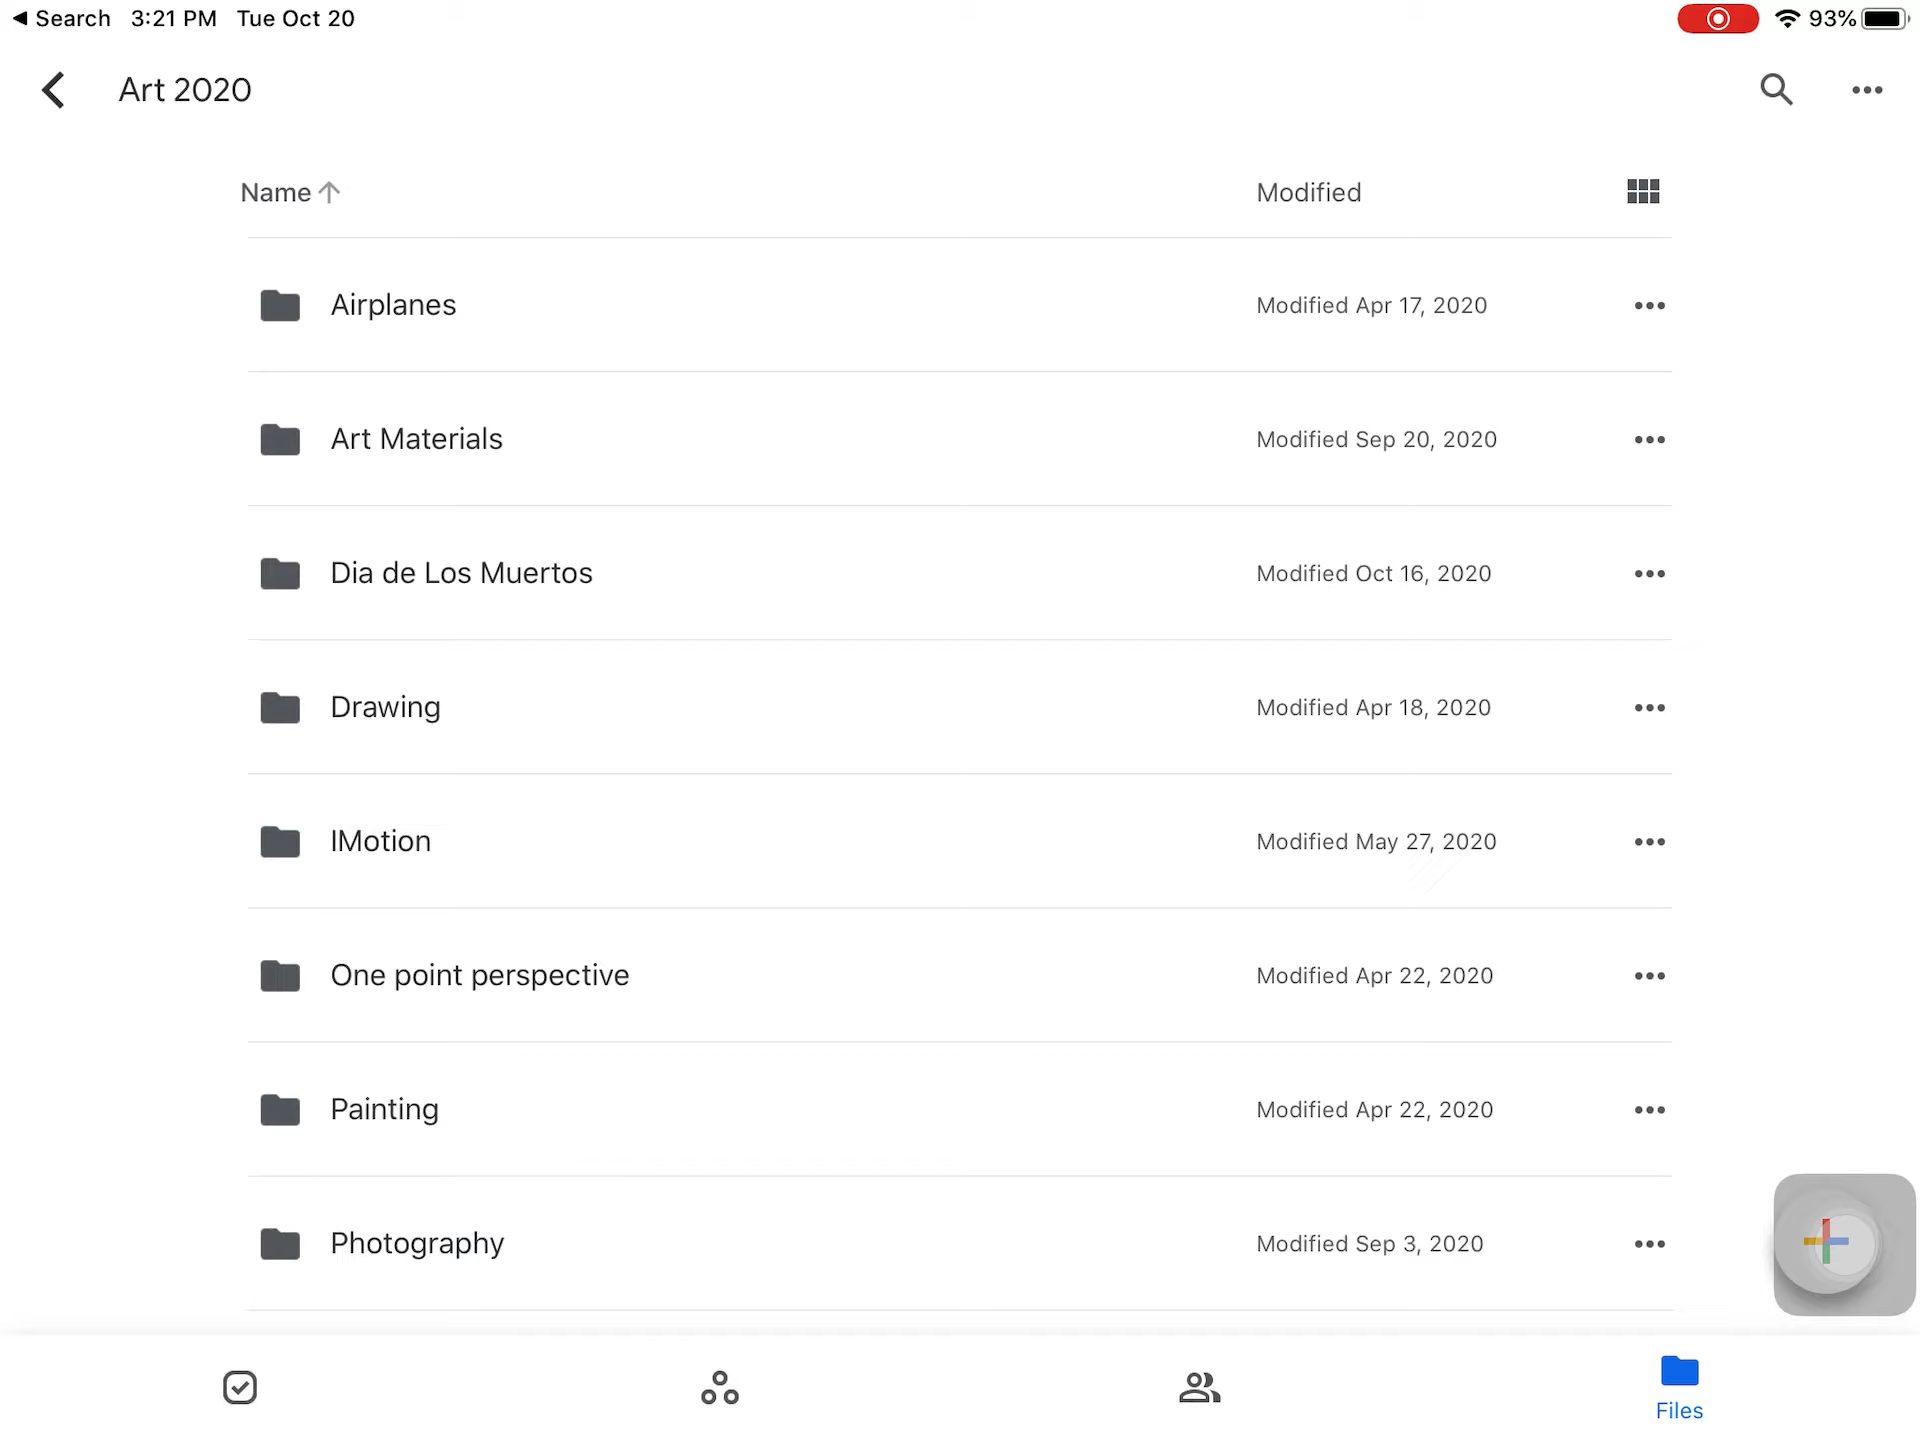 Search 3:21 PM Tue Oct 20 93%
Art 2020
Name Modified
Airplanes Modified Apr 17, 2020
Art Materials Modified Sep 20, 2020
Dia de Los Muertos Modified Oct 16, 2020
Drawing Modified Apr 18, 2020
IMotion Modified May 27, 2020
One point perspective Modified Apr 22, 2020
Painting Modified Apr 22, 2020
Photography Modified Sep 3, 2020
Files